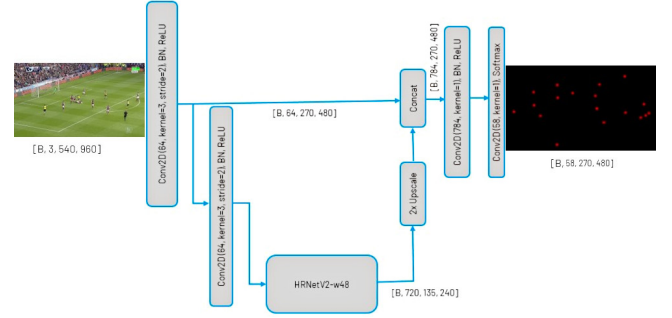 [B, 3, 540, 960]
Conv2D(64, kernel=3, stride=2), BN, ReLU
[B, 64, 270, 480]
Conv2D(64, kernel=3, stride=2), BN, ReLU
HRNetV2-w48
[B, 720, 135, 240]
2x Upscale
Concat
[B, 784, 270, 480]
Conv2D(784, kernel=1), BN, ReLU
Conv2D(58, kernel=1), Softmax
[B, 58, 270, 480]